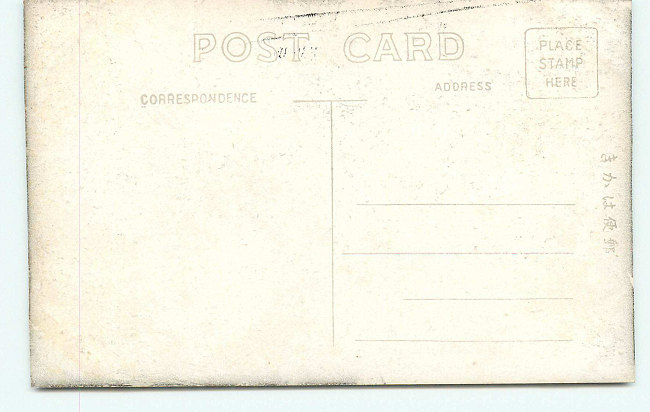 POST CARD
PLACE
STAMP
HERE
CORRESPONDENCE
ADDRESS
きかは便郵